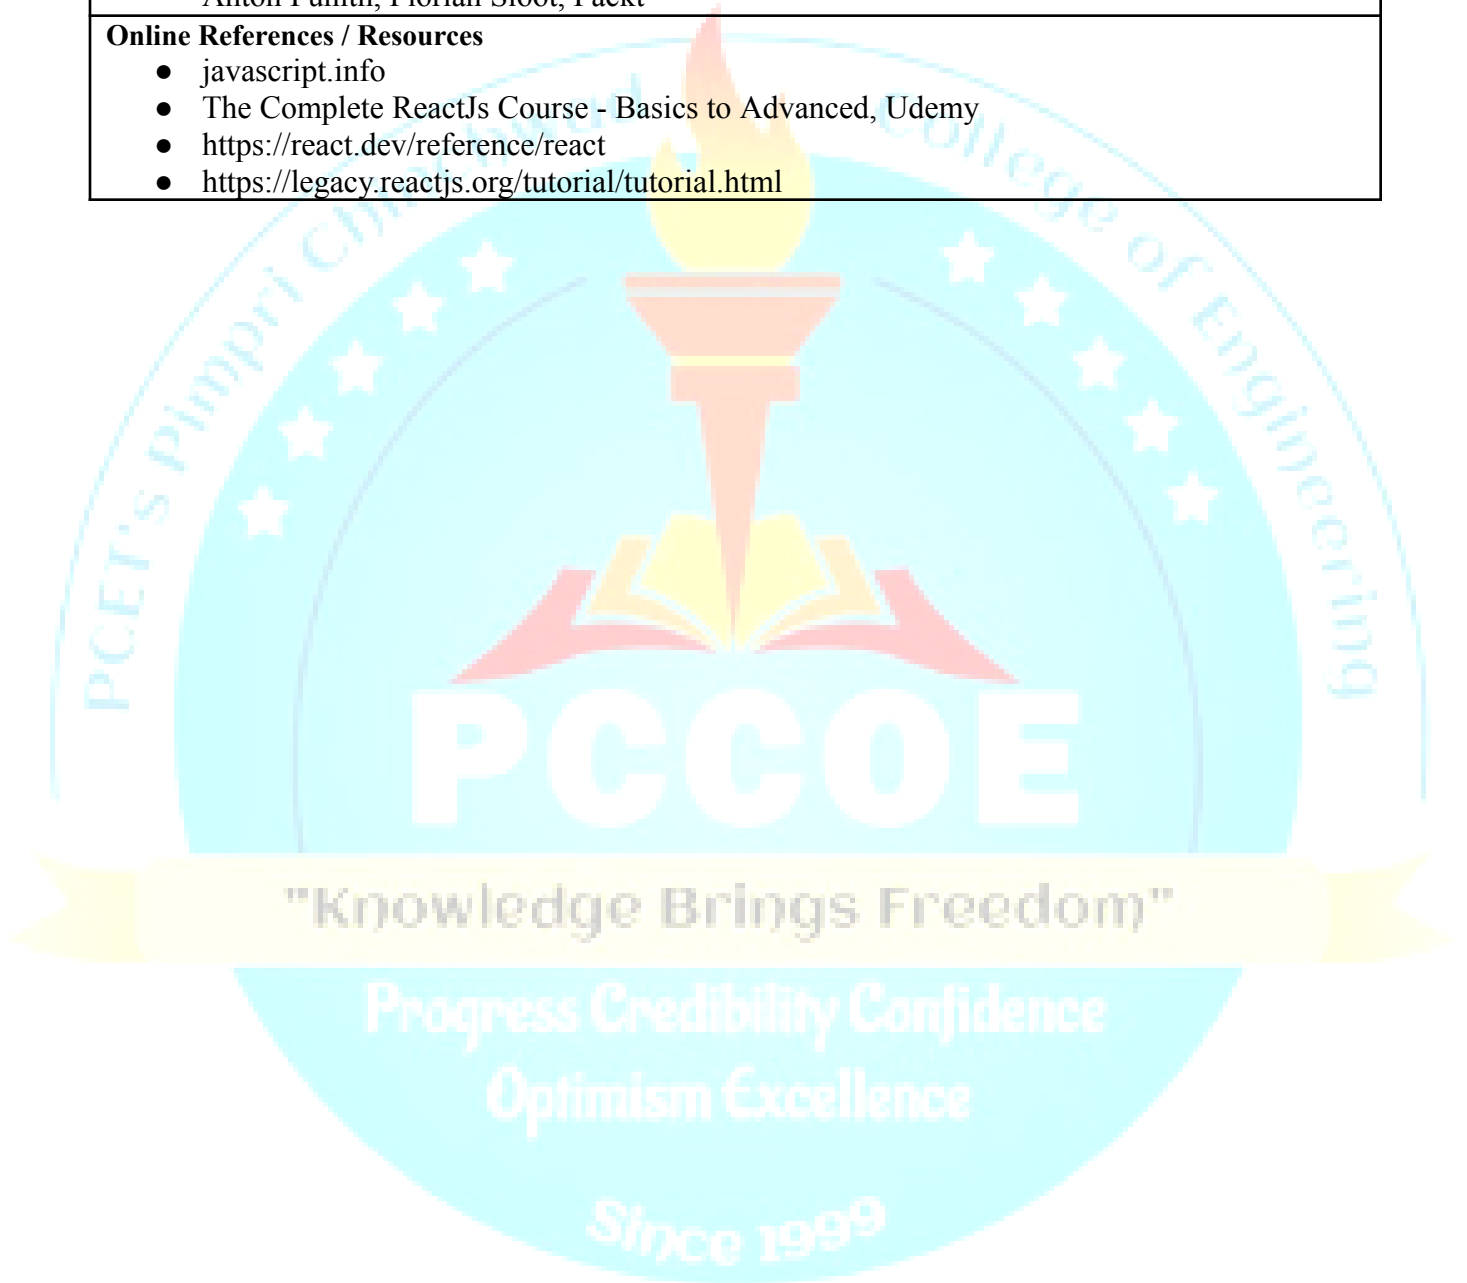 Online References / Resources
● javascript.info
● The Complete ReactJs Course - Basics to Advanced, Udemy
● https://react.dev/reference/react
● https://legacy.reactjs.org/tutorial/tutorial.html
PCET's Pimpri Chinchwad College of Engineering
PCCOE
"Knowledge Brings Freedom"
Progress Credibility Confidence
Optimism Excellence
Since 1999